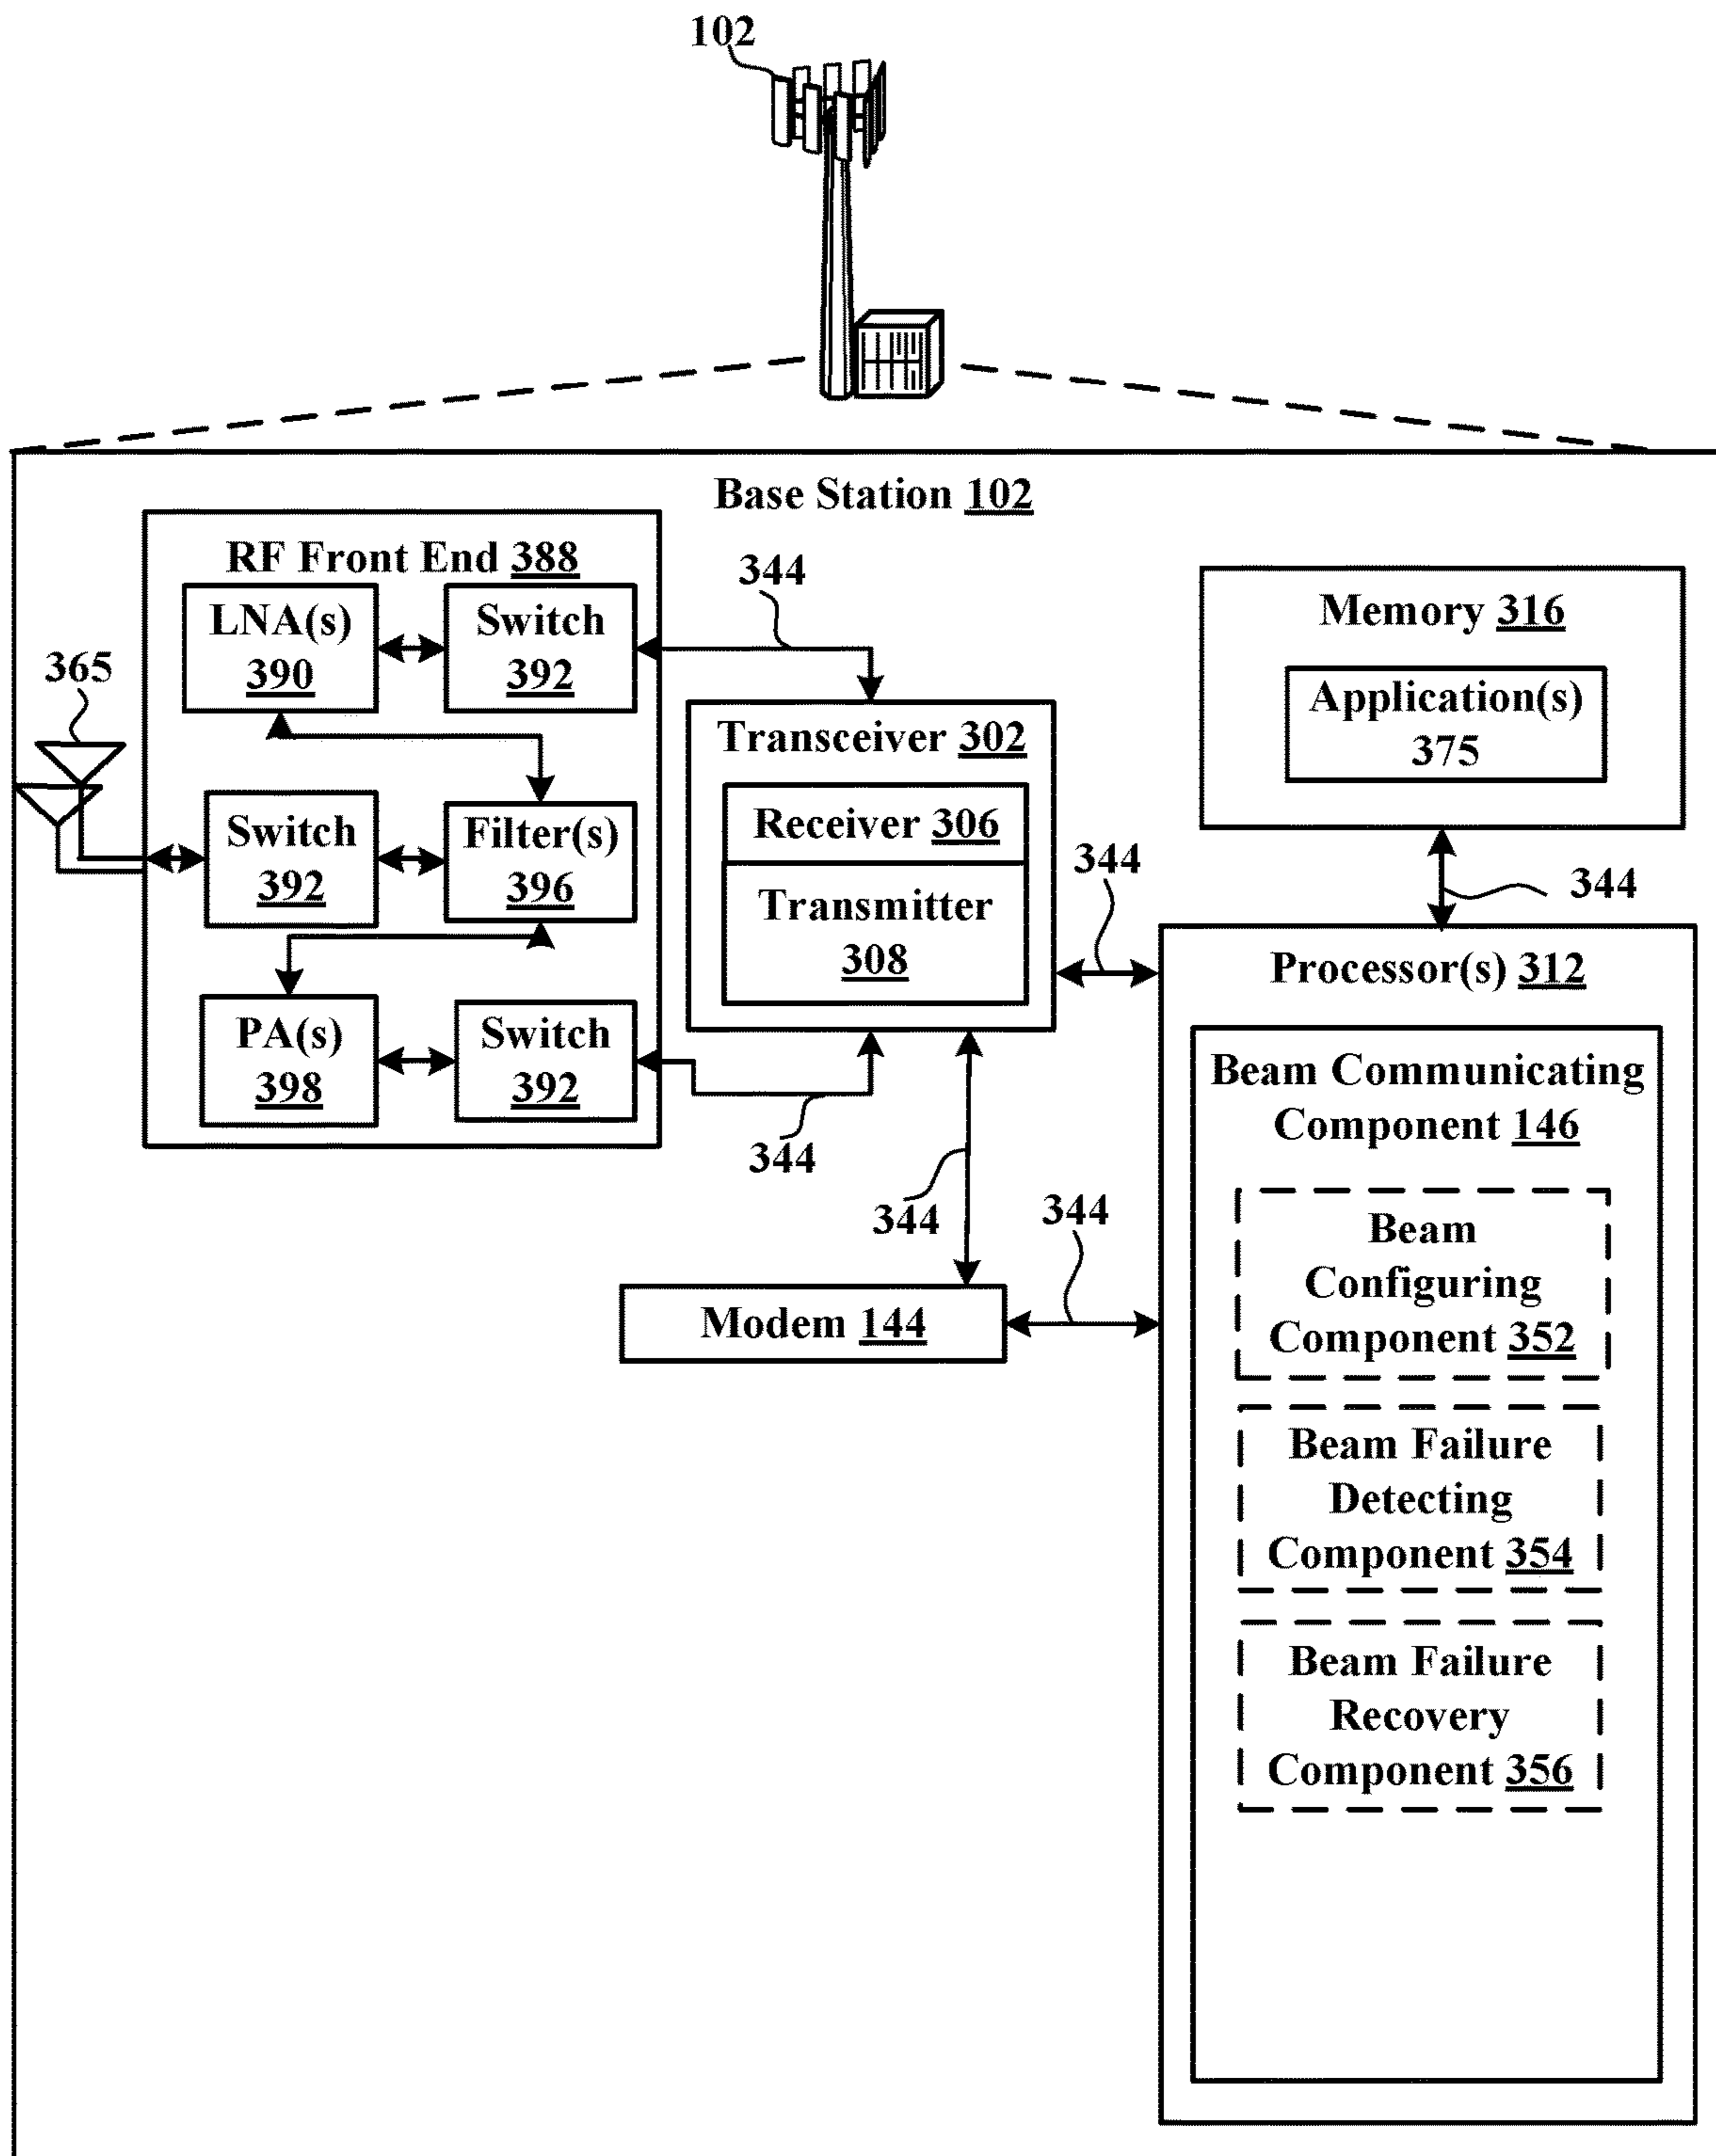 102
Base Station 102
RF Front End 388
LNA(s)
390
Switch
392
344
365
Switch
392
Filter(s)
396
PA(s)
398
Switch
392
344
Transceiver 302
Receiver 306
Transmitter
308
344
344
Modem 144
344
Memory 316
Application(s)
375
344
Processor(s) 312
Beam Communicating
Component 146
Beam
Configuring
Component 352
Beam Failure
Detecting
Component 354
Beam Failure
Recovery
Component 356